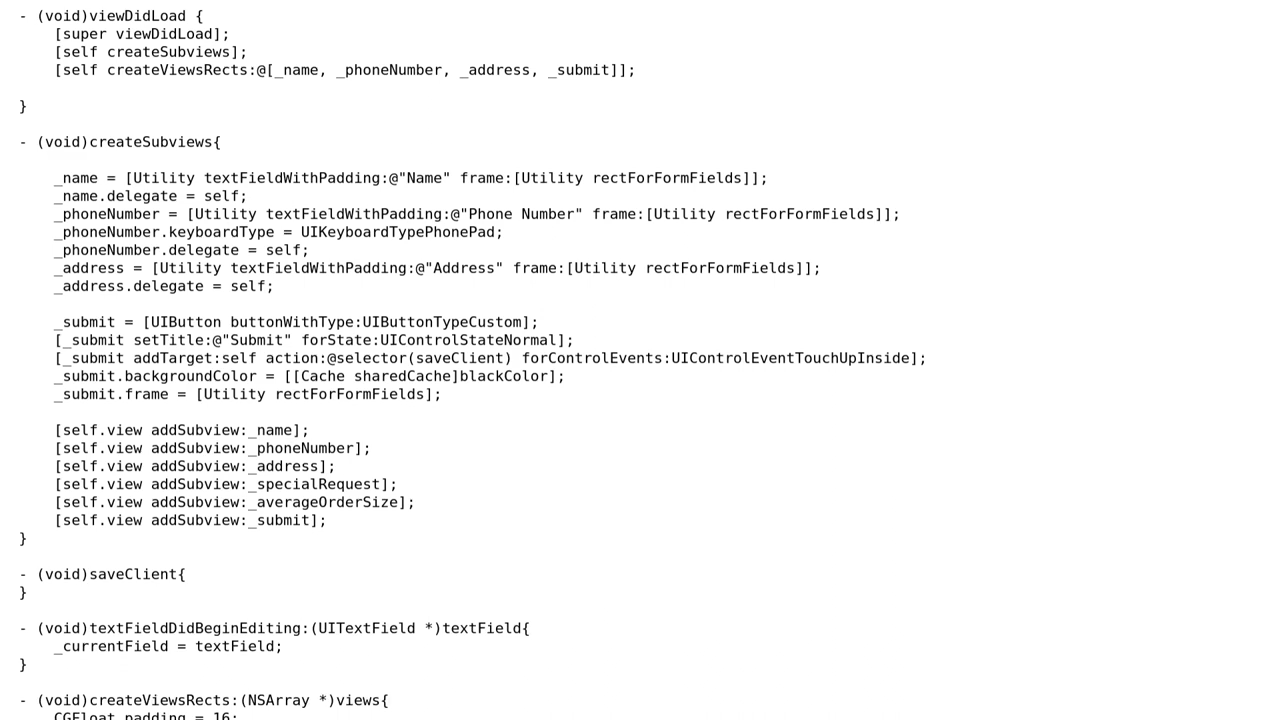 - (void)viewDidLoad {
    [super viewDidLoad];
    [self createSubviews];
    [self createViewsRects:@[_name, _phoneNumber, _address, _submit]];

}

- (void)createSubviews{

    _name = [Utility textFieldWithPadding:@"Name" frame:[Utility rectForFormFields]];
    _name.delegate = self;
    _phoneNumber = [Utility textFieldWithPadding:@"Phone Number" frame:[Utility rectForFormFields]];
    _phoneNumber.keyboardType = UIKeyboardTypePhonePad;
    _phoneNumber.delegate = self;
    _address = [Utility textFieldWithPadding:@"Address" frame:[Utility rectForFormFields]];
    _address.delegate = self;

    _submit = [UIButton buttonWithType:UIButtonTypeCustom];
    [_submit setTitle:@"Submit" forState:UIControlStateNormal];
    [_submit addTarget:self action:@selector(saveClient) forControlEvents:UIControlEventTouchUpInside];
    _submit.backgroundColor = [[Cache sharedCache]blackColor];
    _submit.frame = [Utility rectForFormFields];

    [self.view addSubview:_name];
    [self.view addSubview:_phoneNumber];
    [self.view addSubview:_address];
    [self.view addSubview:_specialRequest];
    [self.view addSubview:_averageOrderSize];
    [self.view addSubview:_submit];
}

- (void)saveClient{
}

- (void)textFieldDidBeginEditing:(UITextField *)textField{
    _currentField = textField;
}

- (void)createViewsRects:(NSArray *)views{
    CGFloat padding = 16;